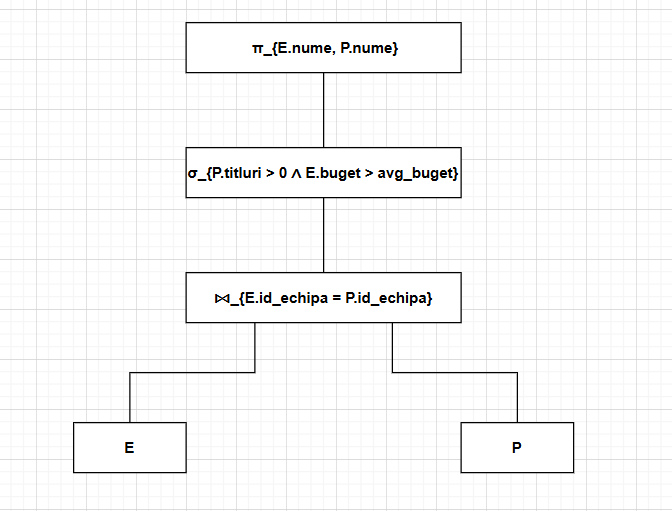 π_{E.nume, P.nume}
σ_{P.titluri > 0 ∧ E.buget > avg_buget}
⋈_{E.id_echipa = P.id_echipa}
E
P